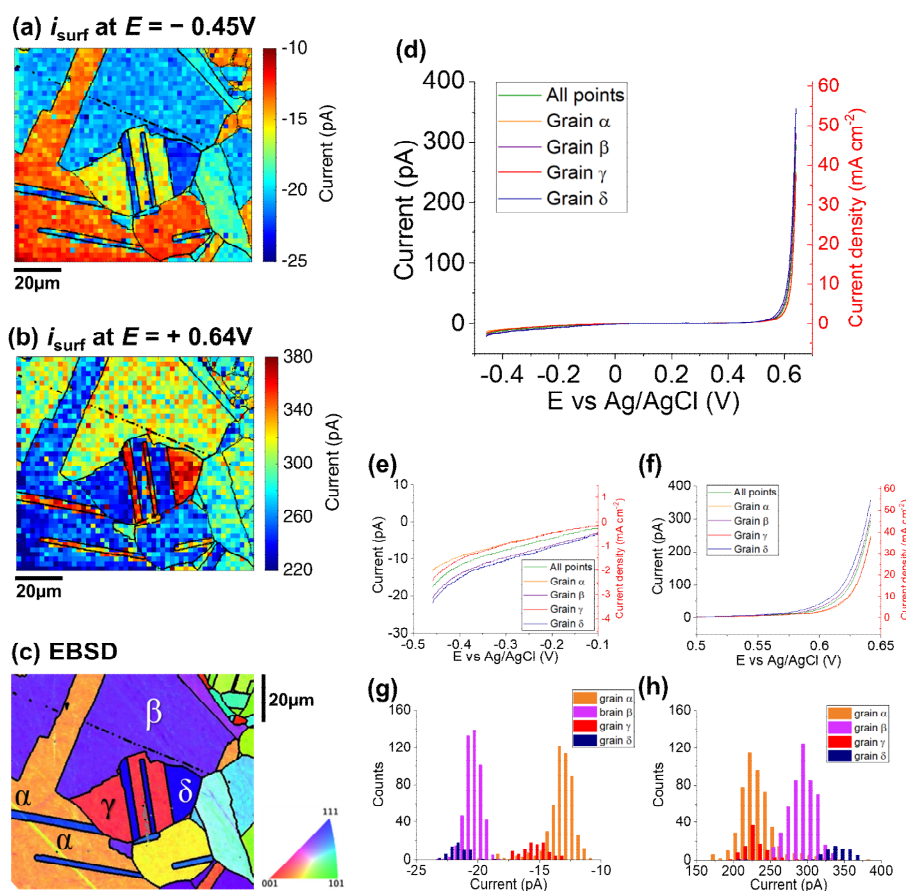 (a) i_surf at E = − 0.45V
-10
-15
-20
-25
Current (pA)
20µm
(b) i_surf at E = + 0.64V
380
340
300
260
220
Current (pA)
20µm
(c) EBSD
20µm
β
α
γ
δ
α
111
001
101
(d)
400
300
200
100
0
Current (pA)
60
50
40
30
20
10
0
Current density (mA cm⁻²)
All points
Grain α
Grain β
Grain γ
Grain δ
-0.4
-0.2
0
0.2
0.4
0.6
E vs Ag/AgCl (V)
(e)
10
0
-10
-20
-30
Current (pA)
1
0
-1
-2
-3
-4
Current density (mA cm⁻²)
All points
Grain α
Grain β
Grain γ
Grain δ
-0.5
-0.4
-0.3
-0.2
-0.1
E vs Ag/AgCl (V)
(f)
400
300
200
100
0
Current (pA)
60
50
40
30
20
10
0
Current density (mA cm⁻²)
All points
Grain α
Grain β
Grain γ
Grain δ
0.5
0.55
0.60
0.65
E vs Ag/AgCl (V)
(g)
160
120
80
40
0
Counts
grain α
brain β
grain γ
grain δ
-25
-20
-15
-10
Current (pA)
(h)
160
120
80
40
0
Counts
grain α
grain β
grain γ
grain δ
150
200
250
300
350
400
Current (pA)